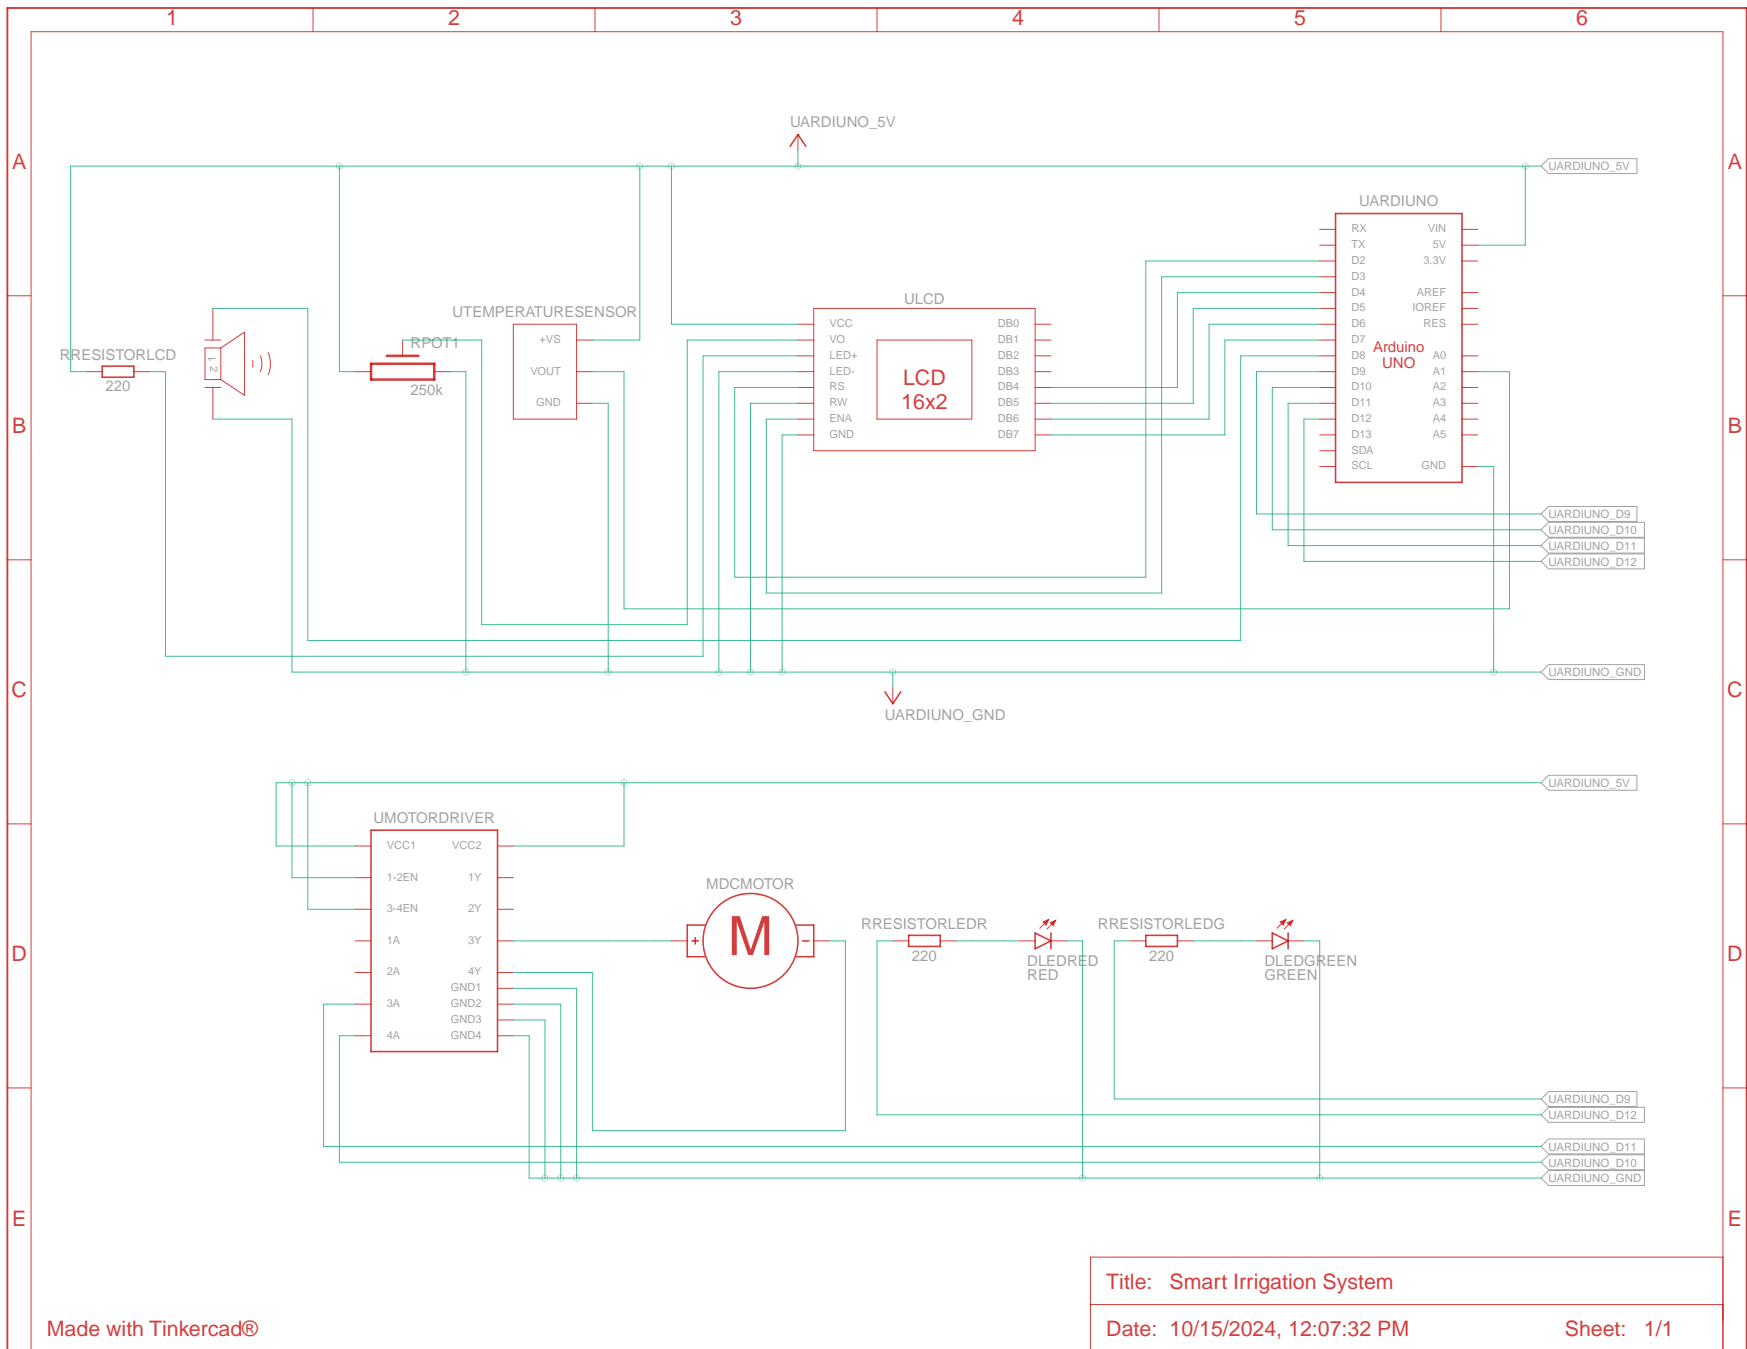 1 2 3 4 5 6
A
A
B
B
C
C
D
D
E
E
UARDIUNO_5V
UARDIUNO_5V
UARDIUNO
RX VIN
TX 5V
D2 3.3V
D3
D4 AREF
D5 IOREF
D6 RES
D7
D8 A0
D9 A1
D10 A2
D11 A3
D12 A4
D13 A5
SDA
SCL GND
Arduino
UNO
ULCD
VCC DB0
VO DB1
LED+ DB2
LED- DB3
RS DB4
RW DB5
ENA DB6
GND DB7
LCD
16x2
UTEMPERATURESENSOR
+VS
VOUT
GND
RPOT1
250k
RRESISTORLCD
220
1 2
UARDIUNO_D9
UARDIUNO_D10
UARDIUNO_D11
UARDIUNO_D12
UARDIUNO_GND
UARDIUNO_GND
UARDIUNO_5V
UMOTORDRIVER
VCC1 VCC2
1-2EN 1Y
3-4EN 2Y
1A 3Y
2A 4Y
GND1
3A GND2
GND3
4A GND4
MDCMOTOR
+ M -
RRESISTORLEDR
220
DLEDRED
RED
RRESISTORLEDG
220
DLEDGREEN
GREEN
UARDIUNO_D9
UARDIUNO_D12
UARDIUNO_D11
UARDIUNO_D10
UARDIUNO_GND
Title: Smart Irrigation System
Made with Tinkercad®
Date: 10/15/2024, 12:07:32 PM Sheet: 1/1